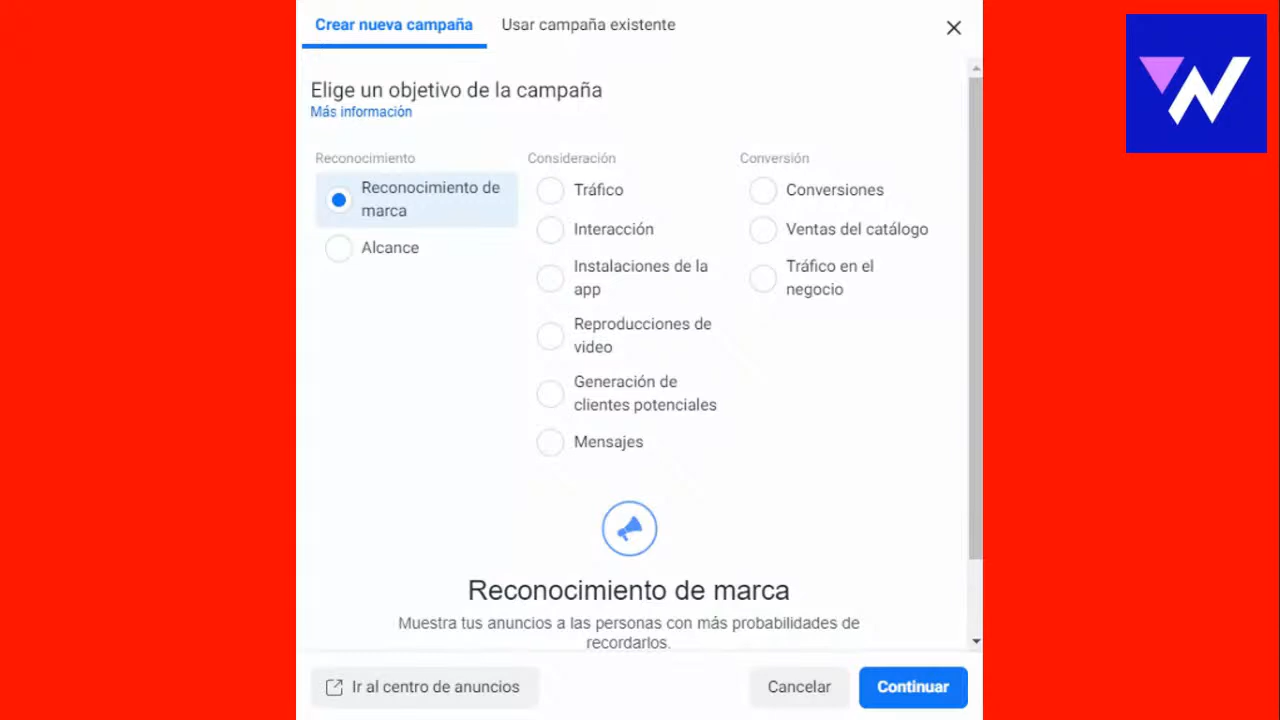 Crear nueva campaña
Usar campaña existente
Elige un objetivo de la campaña
Más información
Reconocimiento
Reconocimiento de
marca
Alcance
Consideración
Tráfico
Interacción
Instalaciones de la
app
Reproducciones de
video
Generación de
clientes potenciales
Mensajes
Conversión
Conversiones
Ventas del catálogo
Tráfico en el
negocio
Reconocimiento de marca
Muestra tus anuncios a las personas con más probabilidades de
recordarlos.
Ir al centro de anuncios
Cancelar
Continuar